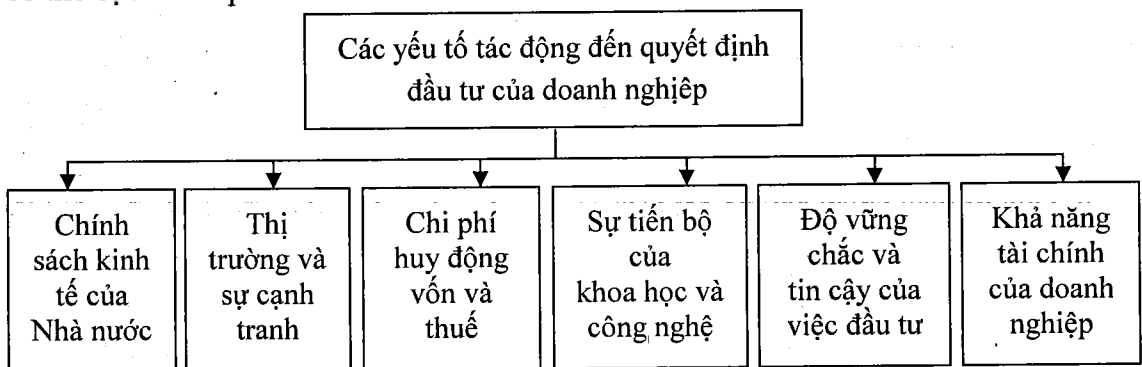 Các yếu tố tác động đến quyết định
đầu tư của doanh nghiệp
Chính
sách kinh
tế của
Nhà nước
Thị
trường và
sự cạnh
tranh
Chi phí
huy động
vốn và
thuế
Sự tiến bộ
của
khoa học và
công nghệ
Độ vững
chắc và
tin cậy của
việc đầu tư
Khả năng
tài chính
của doanh
nghiệp